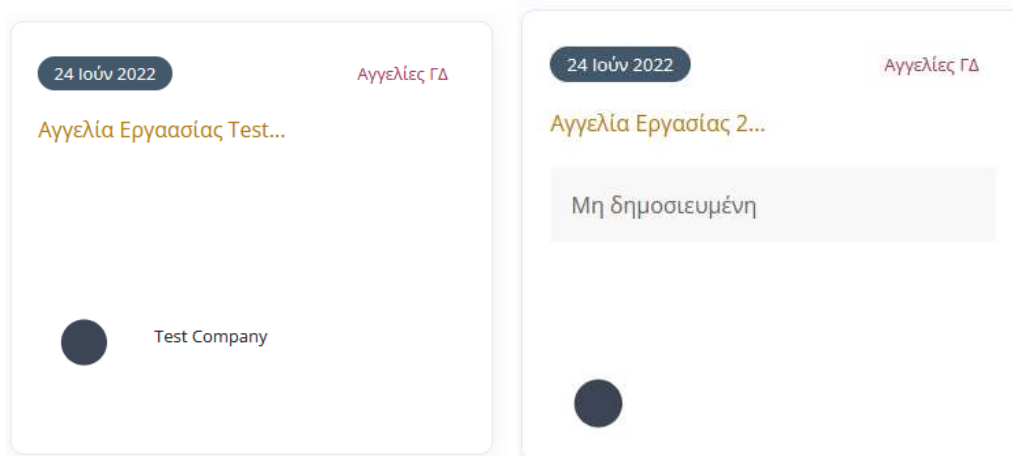 24 Ιούν 2022
Αγγελίες ΓΔ
Αγγελία Εργαασίας Test...
Test Company
24 Ιούν 2022
Αγγελίες ΓΔ
Αγγελία Εργασίας 2...
Μη δημοσιευμένη